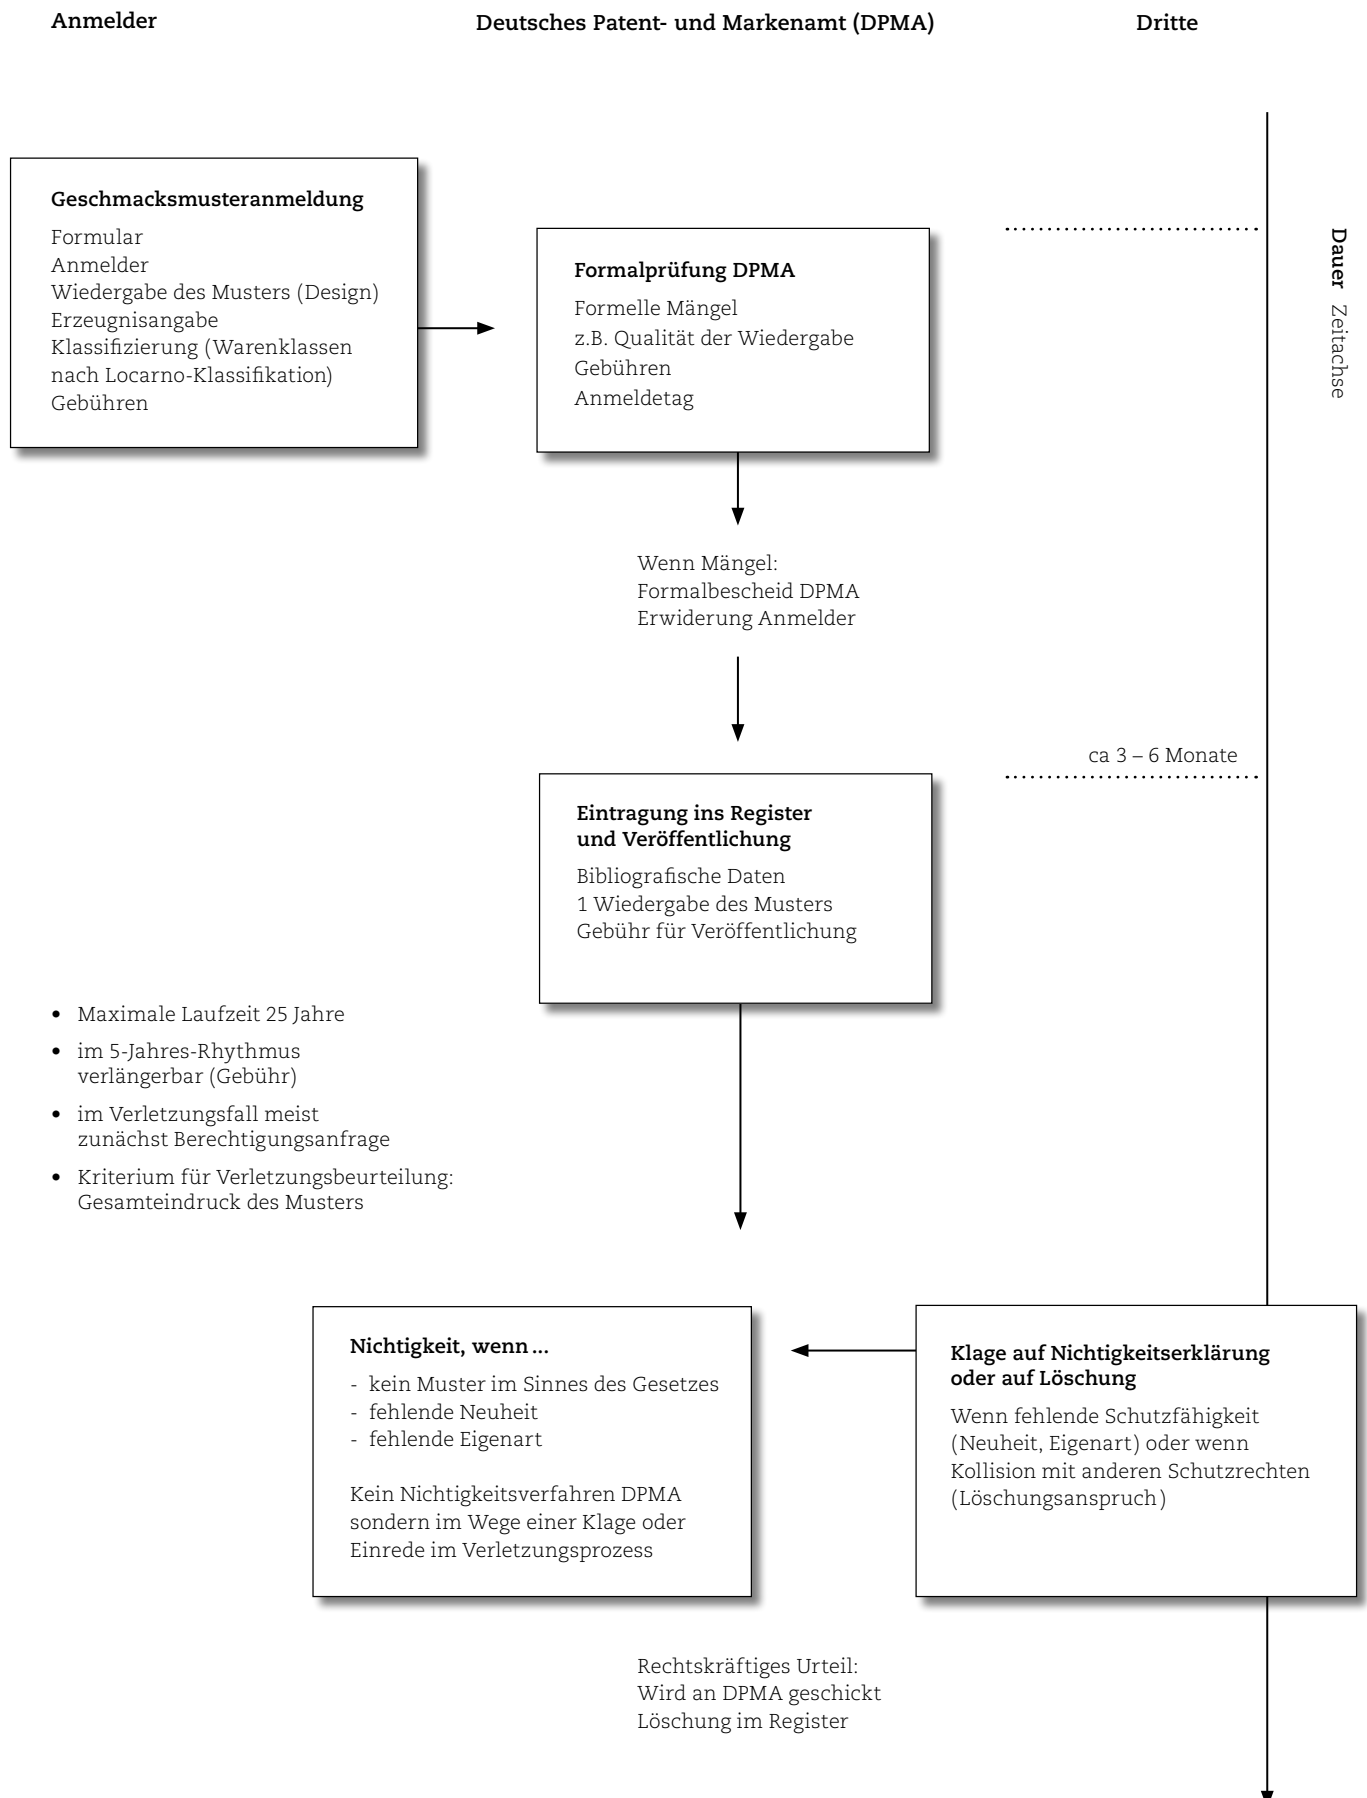 Anmelder
Deutsches Patent- und Markenamt (DPMA)
Dritte
Geschmacksmusteranmeldung
Formular
Anmelder
Wiedergabe des Musters (Design)
Erzeugnisangabe
Klassifizierung (Warenklassen
nach Locarno-Klassifikation)
Gebühren
Formalprüfung DPMA
Formelle Mängel
z.B. Qualität der Wiedergabe
Gebühren
Anmeldetag
Dauer Zeitachse
Wenn Mängel:
Formalbescheid DPMA
Erwiderung Anmelder
ca 3 – 6 Monate
Eintragung ins Register
und Veröffentlichung
Bibliografische Daten
1 Wiedergabe des Musters
Gebühr für Veröffentlichung
• Maximale Laufzeit 25 Jahre
• im 5-Jahres-Rhythmus
verlängerbar (Gebühr)
• im Verletzungsfall meist
zunächst Berechtigungsanfrage
• Kriterium für Verletzungsbeurteilung:
Gesamteindruck des Musters
Nichtigkeit, wenn ...
- kein Muster im Sinnes des Gesetzes
- fehlende Neuheit
- fehlende Eigenart
Kein Nichtigkeitsverfahren DPMA
sondern im Wege einer Klage oder
Einrede im Verletzungsprozess
Klage auf Nichtigkeitserklärung
oder auf Löschung
Wenn fehlende Schutzfähigkeit
(Neuheit, Eigenart) oder wenn
Kollision mit anderen Schutzrechten
(Löschungsanspruch)
Rechtskräftiges Urteil:
Wird an DPMA geschickt
Löschung im Register